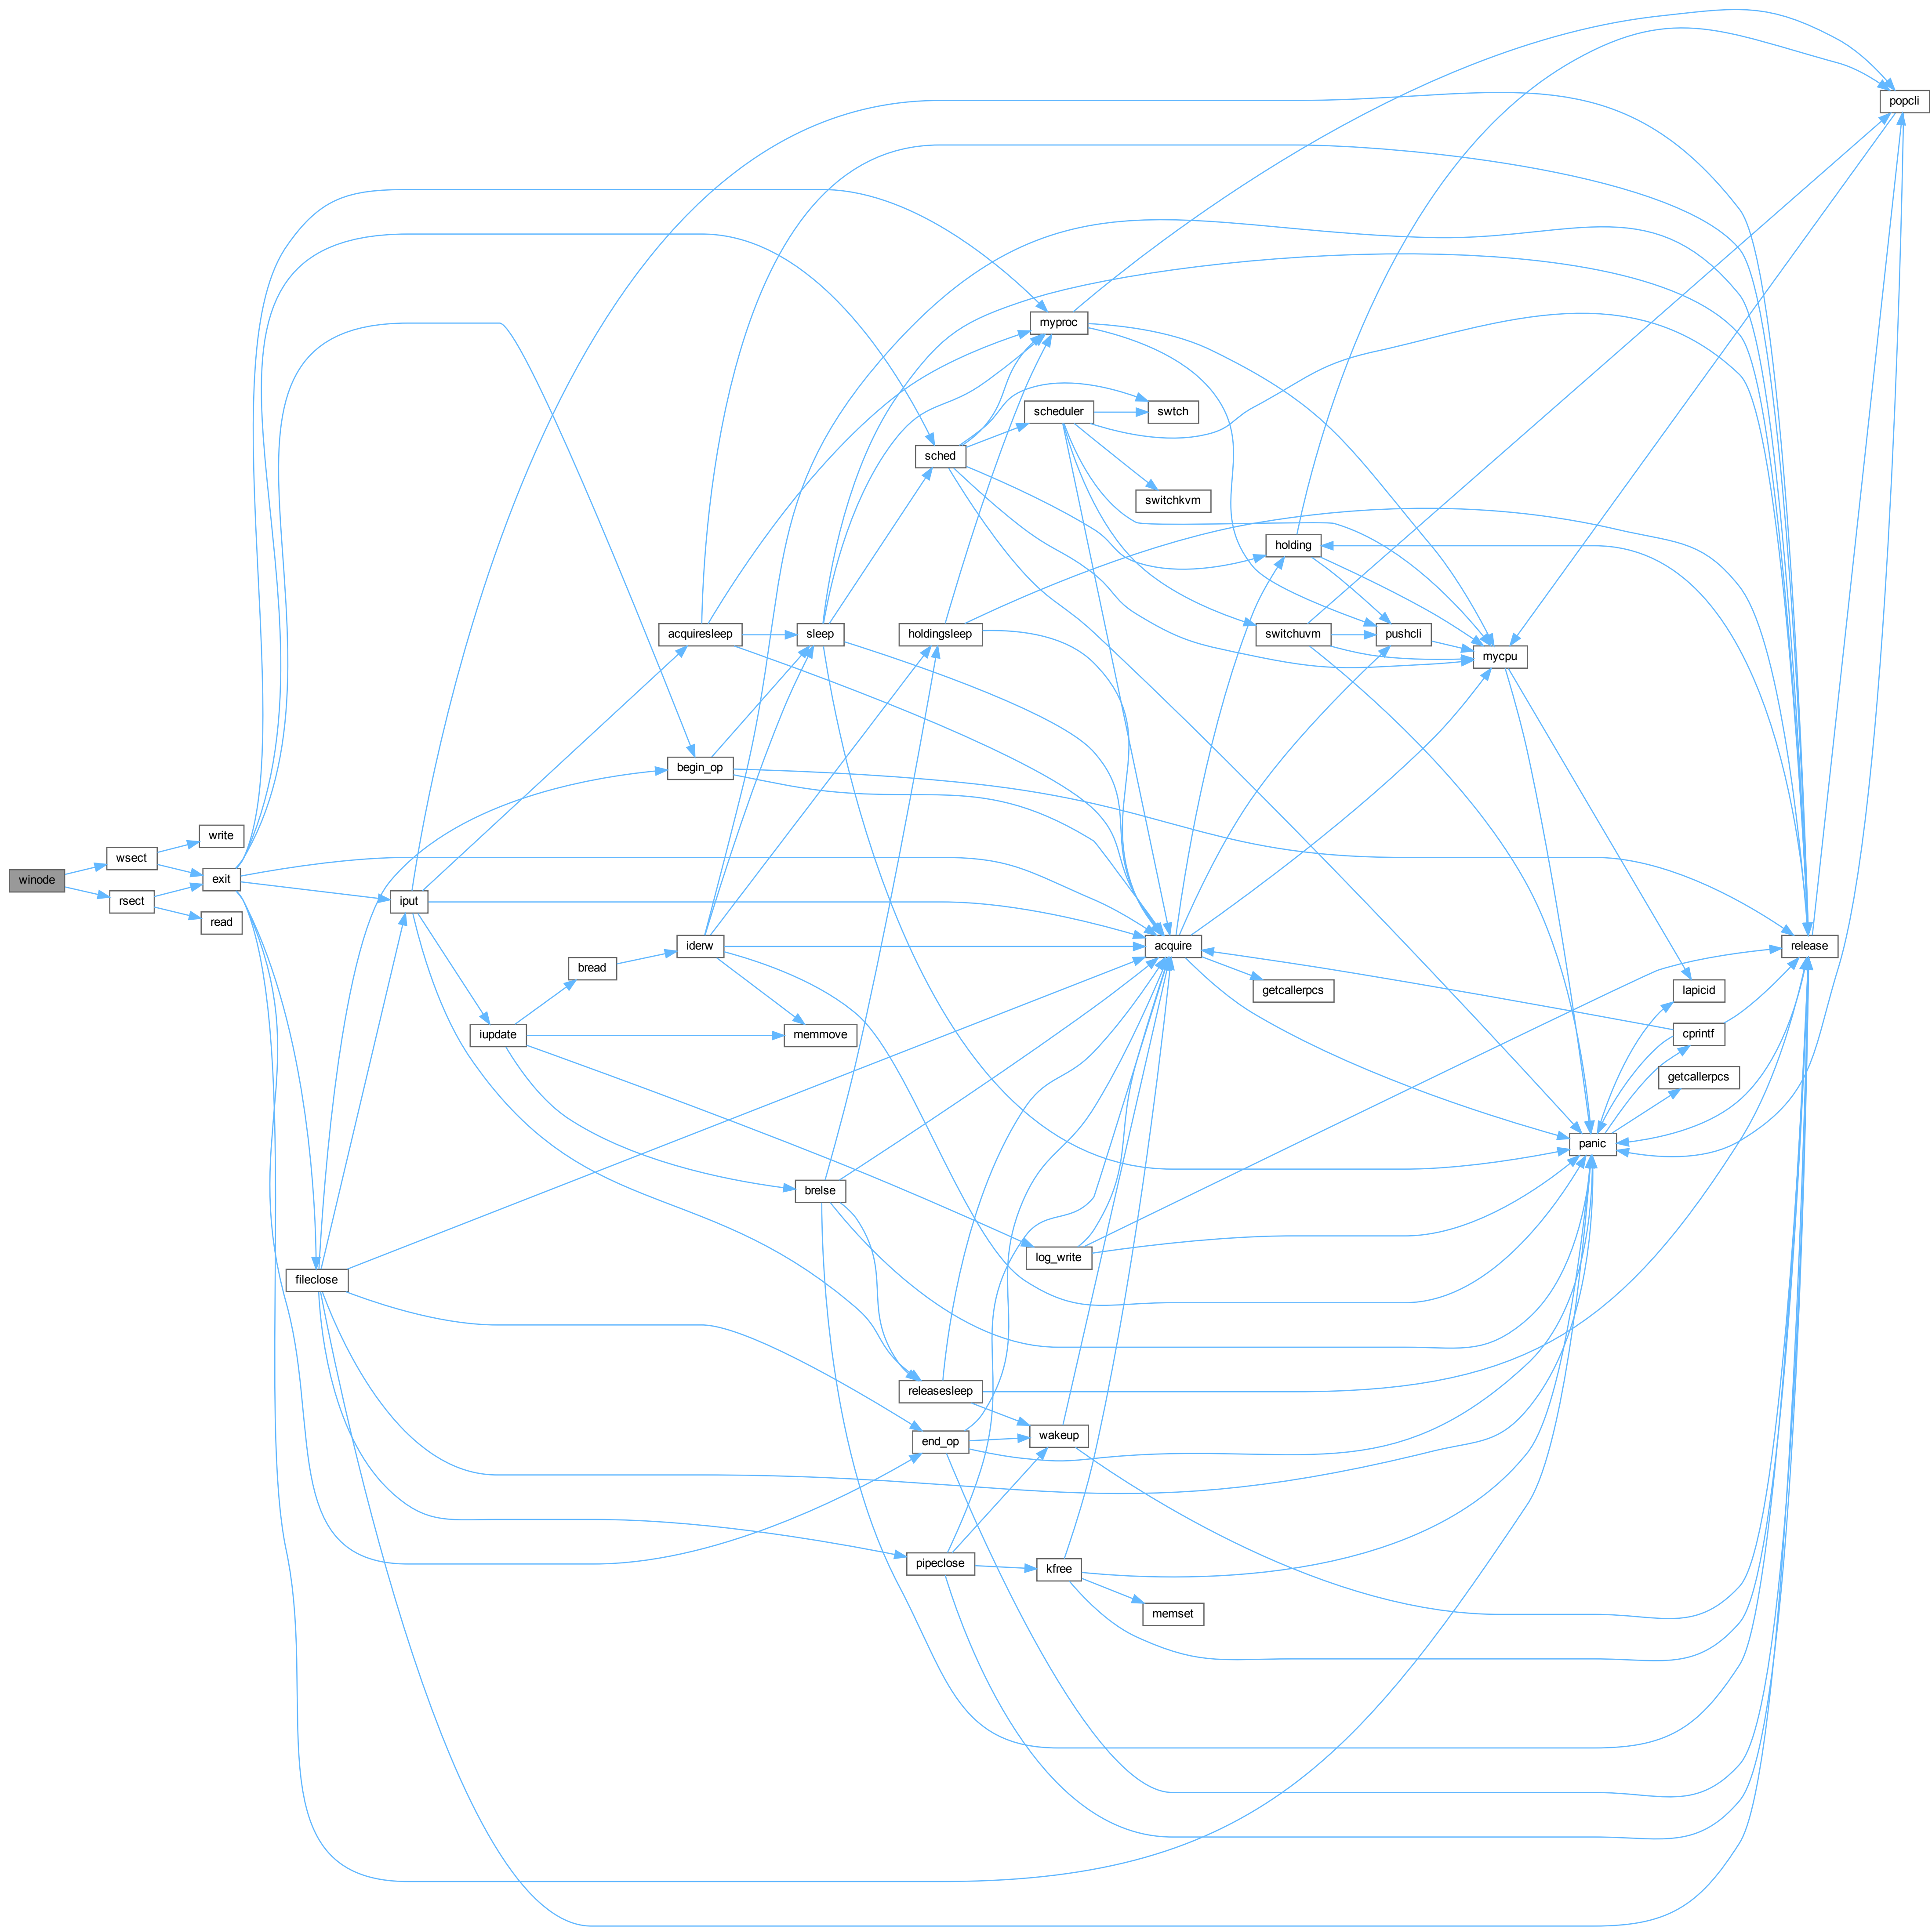 popcli
myproc
swtch
scheduler
sched
switchkvm
holding
acquiresleep
sleep
holdingsleep
switchuvm
pushcli
mycpu
begin_op
write
wsect
winode
exit
rsect
iput
read
iderw
acquire
release
bread
getcallerpcs
lapicid
iupdate
memmove
cprintf
getcallerpcs
panic
brelse
log_write
fileclose
releasesleep
wakeup
end_op
pipeclose
kfree
memset